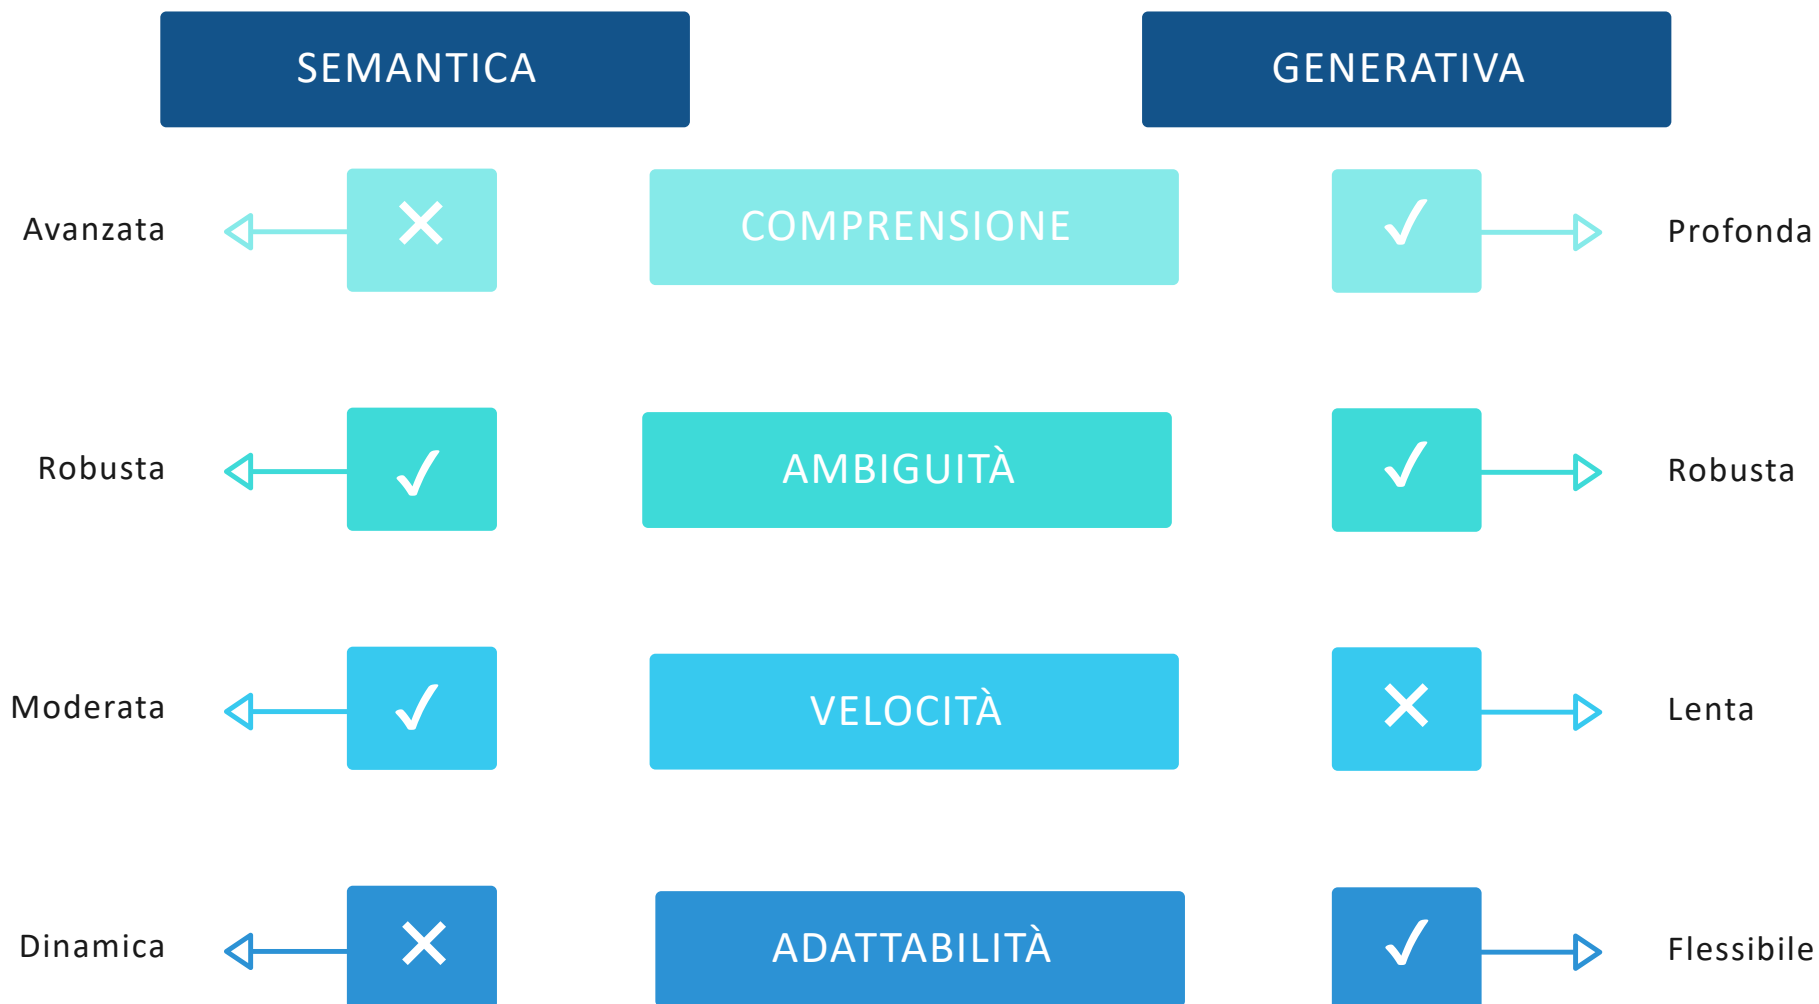 SEMANTICA
GENERATIVA
Avanzata
COMPRENSIONE
Profonda
Robusta
AMBIGUITÀ
Robusta
Moderata
VELOCITÀ
Lenta
Dinamica
ADATTABILITÀ
Flessibile